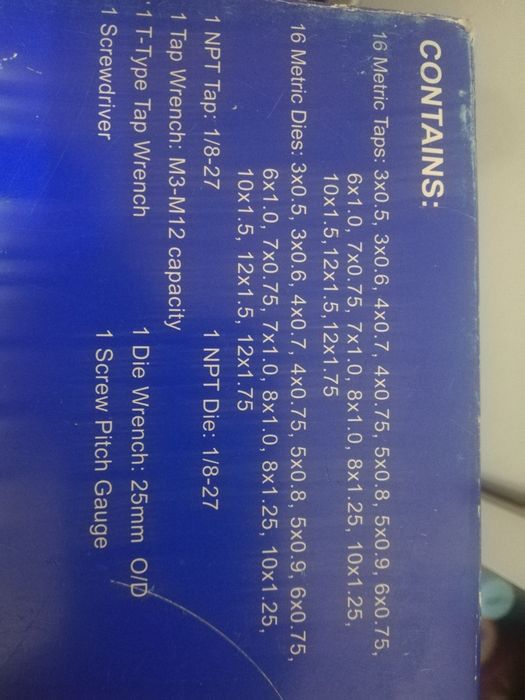 CONTAINS:
16 Metric Taps: 3x0.5, 3x0.6, 4x0.7, 4x0.75, 5x0.8, 5x0.9, 6x0.75,
6x1.0, 7x0.75, 7x1.0, 8x1.0, 8x1.25, 10x1.25,
10x1.5,12x1.5,12x1.75
16 Metric Dies: 3x0.5, 3x0.6, 4x0.7, 4x0.75, 5x0.8, 5x0.9, 6x0.75,
6x1.0, 7x0.75, 7x1.0, 8x1.0, 8x1.25, 10x1.25,
10x1.5, 12x1.5, 12x1.75
1 NPT Tap: 1/8-27 1 NPT Die: 1/8-27
1 Tap Wrench: M3-M12 capacity
1 T-Type Tap Wrench 1 Die Wrench: 25mm O/D
1 Screwdriver 1 Screw Pitch Gauge